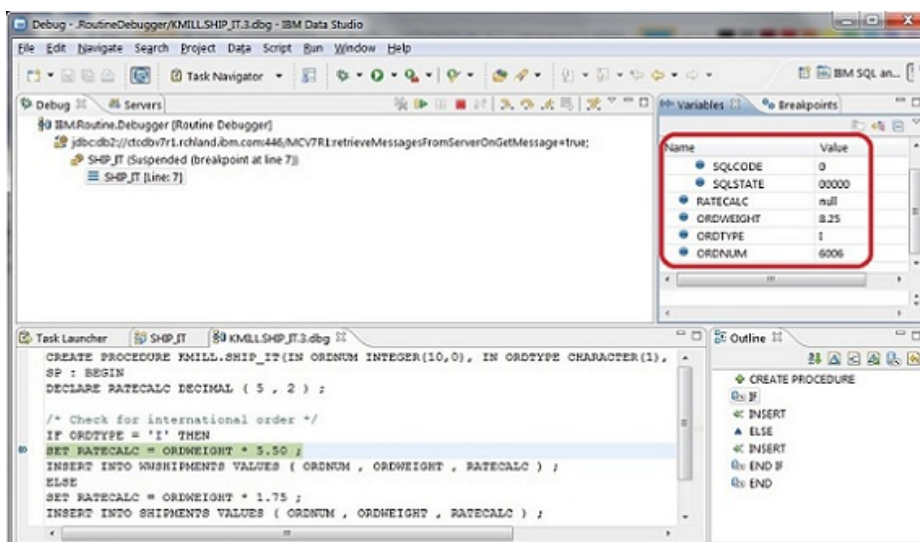 Debug - .RoutineDebugger/KMILL.SHIP_IT.3.dbg - IBM Data Studio
File Edit Navigate Search Project Data Script Run Window Help
Task Navigator
IBM SQL an...
Debug Servers
Variables Breakpoints
IBM.Routine.Debugger [Routine Debugger]
jdbc:db2://ctcdbv7r1.rchland.ibm.com:446/MCV7R1:retrieveMessagesFromServerOnGetMessage=true;
SHIP_IT (Suspended (breakpoint at line 7))
SHIP_IT [Line: 7]
Name Value
SQLCODE 0
SQLSTATE 00000
RATECALC null
ORDWEIGHT 8.25
ORDTYPE I
ORDNUM 6006
Task Launcher SHIP_IT KMILL.SHIP_IT.3.dbg
CREATE PROCEDURE KMILL.SHIP_IT(IN ORDNUM INTEGER(10,0), IN ORDTYPE CHARACTER(1),
SP : BEGIN
DECLARE RATECALC DECIMAL ( 5 , 2 ) ;
/* Check for international order */
IF ORDTYPE = 'I' THEN
SET RATECALC = ORDWEIGHT * 5.50 ;
INSERT INTO WWSHIPMENTS VALUES ( ORDNUM , ORDWEIGHT , RATECALC ) ;
ELSE
SET RATECALC = ORDWEIGHT * 1.75 ;
INSERT INTO SHIPMENTS VALUES ( ORDNUM , ORDWEIGHT , RATECALC ) ;
Outline
CREATE PROCEDURE
IF
INSERT
ELSE
INSERT
END IF
END